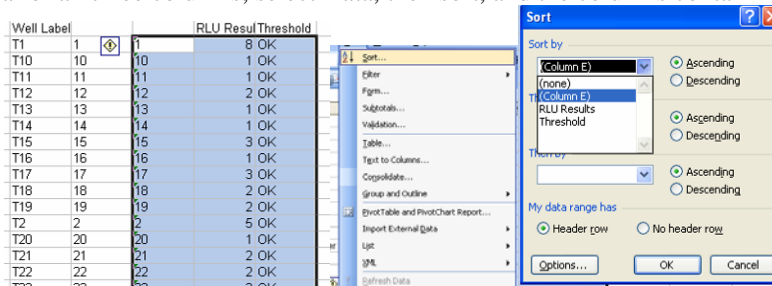 Well Label RLU Resul Threshold
T1 1 1 8 OK
T10 10 10 1 OK
T11 11 11 1 OK
T12 12 12 2 OK
T13 13 13 1 OK
T14 14 14 1 OK
T15 15 15 3 OK
T16 16 16 1 OK
T17 17 17 3 OK
T18 18 18 2 OK
T19 19 19 2 OK
T2 2 2 5 OK
T20 20 20 1 OK
T21 21 21 2 OK
T22 22 22 2 OK
Sort...
Filter
Form...
Subtotals...
Validation...
Table...
Text to Columns...
Consolidate...
Group and Outline
PivotTable and PivotChart Report...
Import External Data
List
XML
Refresh Data
Sort
Sort by
(Column E)
Ascending
Descending
(none)
(Column E)
RLU Results
Threshold
Ascending
Descending
Then by
Ascending
Descending
My data range has
Header row No header row
Options... OK Cancel